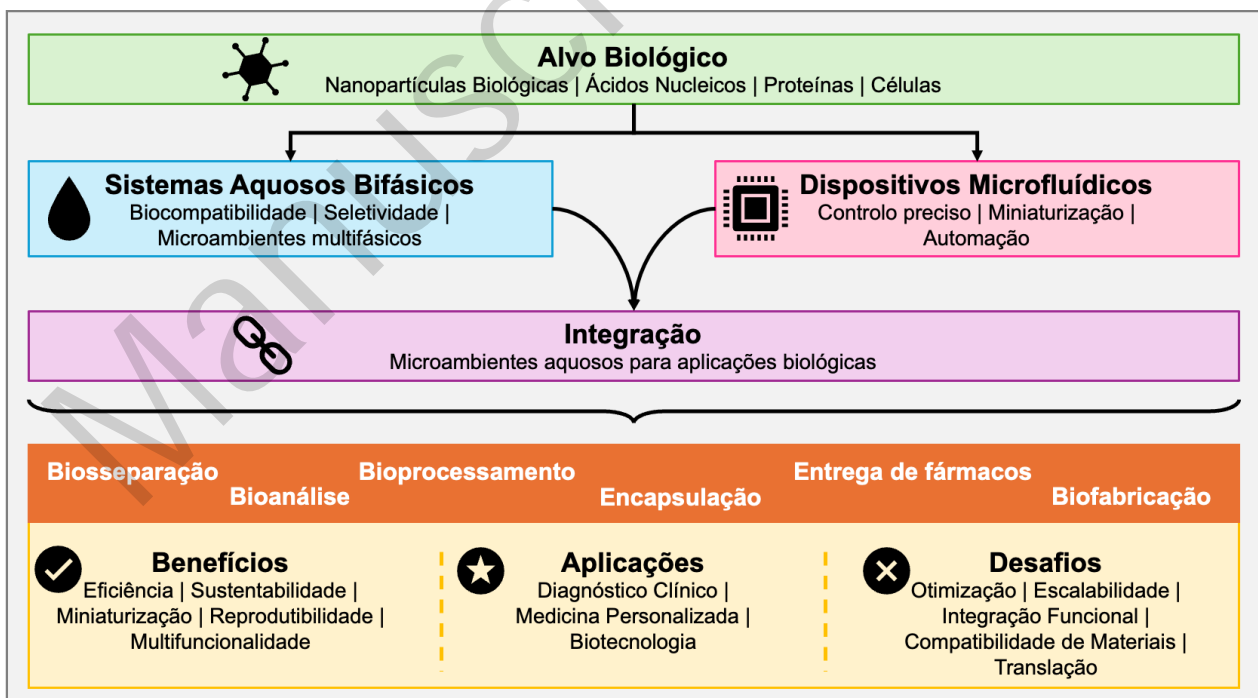 Alvo Biológico
Nanopartículas Biológicas | Ácidos Nucleicos | Proteínas | Células
Sistemas Aquosos Bifásicos
Biocompatibilidade | Seletividade |
Microambientes multifásicos
Dispositivos Microfluídicos
Controlo preciso | Miniaturização |
Automação
Integração
Microambientes aquosos para aplicações biológicas
Biosseparação
Bioanálise
Bioprocessamento
Encapsulação
Entrega de fármacos
Biofabricação
Benefícios
Eficiência | Sustentabilidade |
Miniaturização | Reprodutibilidade |
Multifuncionalidade
Aplicações
Diagnóstico Clínico |
Medicina Personalizada |
Biotecnologia
Desafios
Otimização | Escalabilidade |
Integração Funcional |
Compatibilidade de Materiais |
Translação